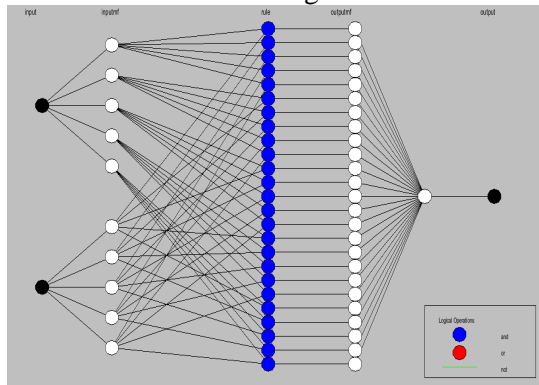 input inputmf rule outputmf output
Logical Operations
and
or
not